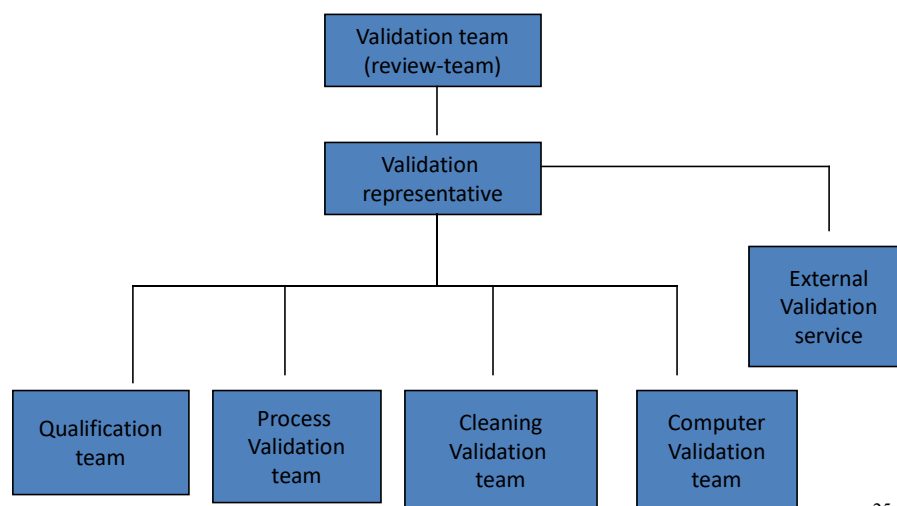 Validation team
(review-team)
Validation
representative
External
Validation
service
Qualification
team
Process
Validation
team
Cleaning
Validation
team
Computer
Validation
team